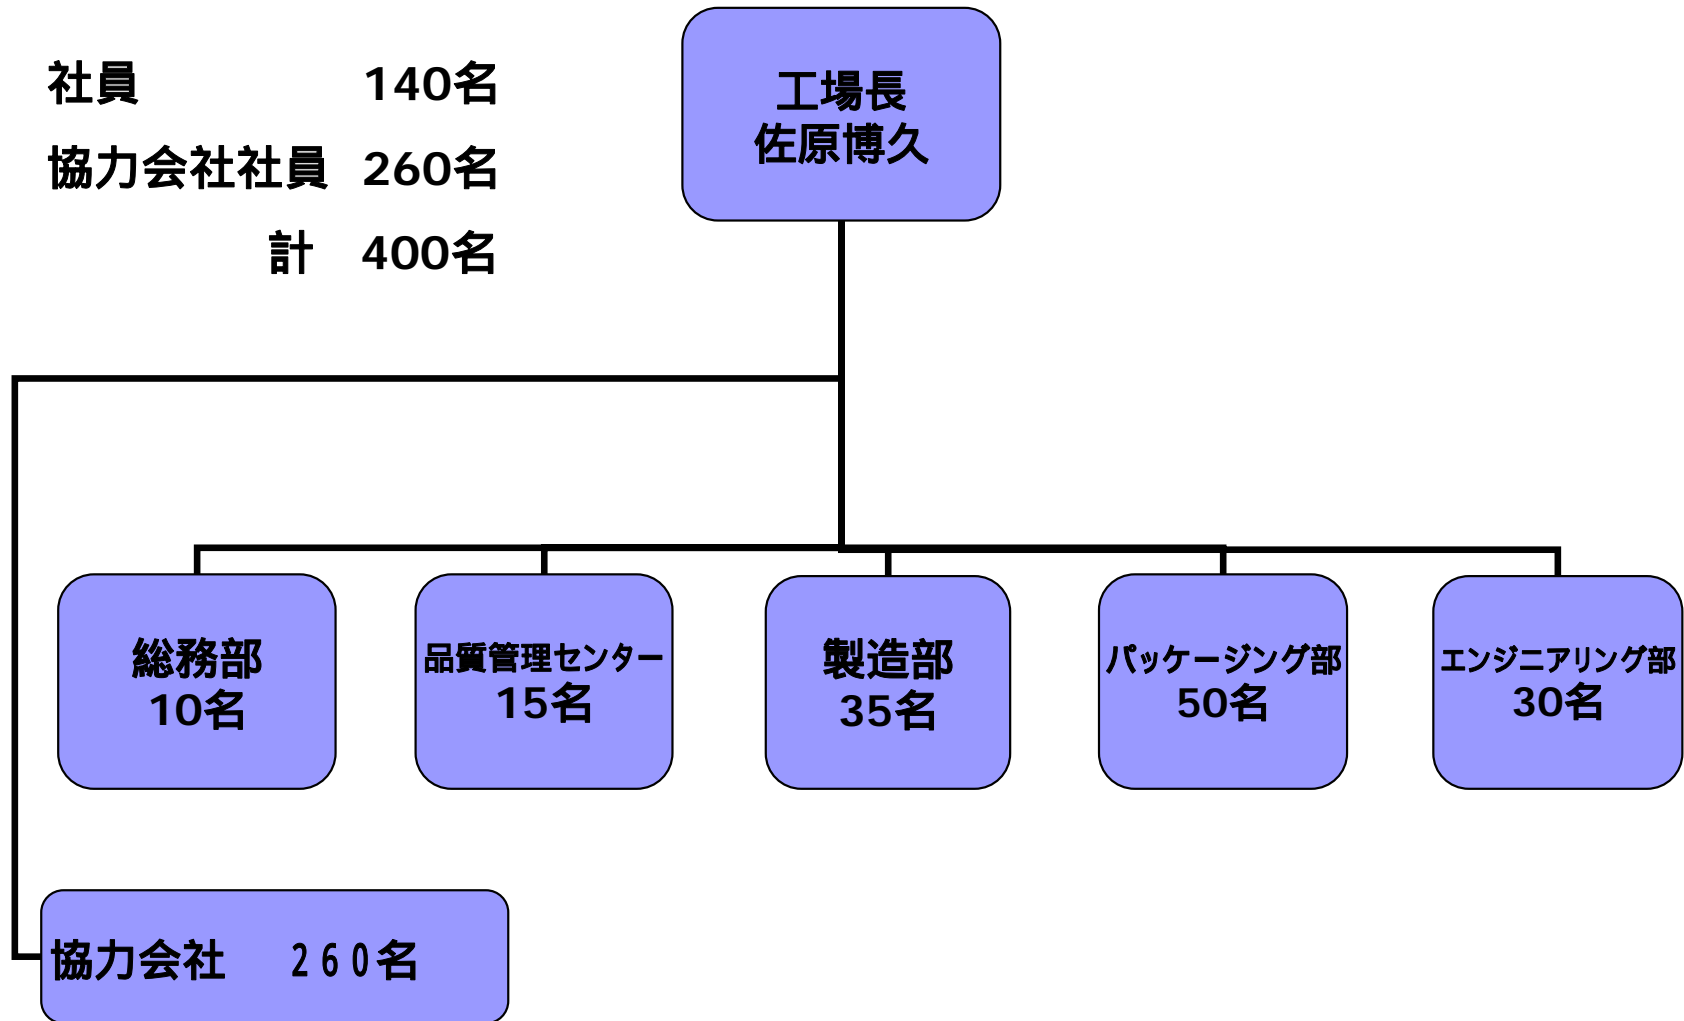 社員 140名
協力会社社員 260名
計 400名
工場長
佐原博久
総務部
10名
品質管理センター
15名
製造部
35名
パッケージング部
50名
エンジニアリング部
30名
協力会社 260名